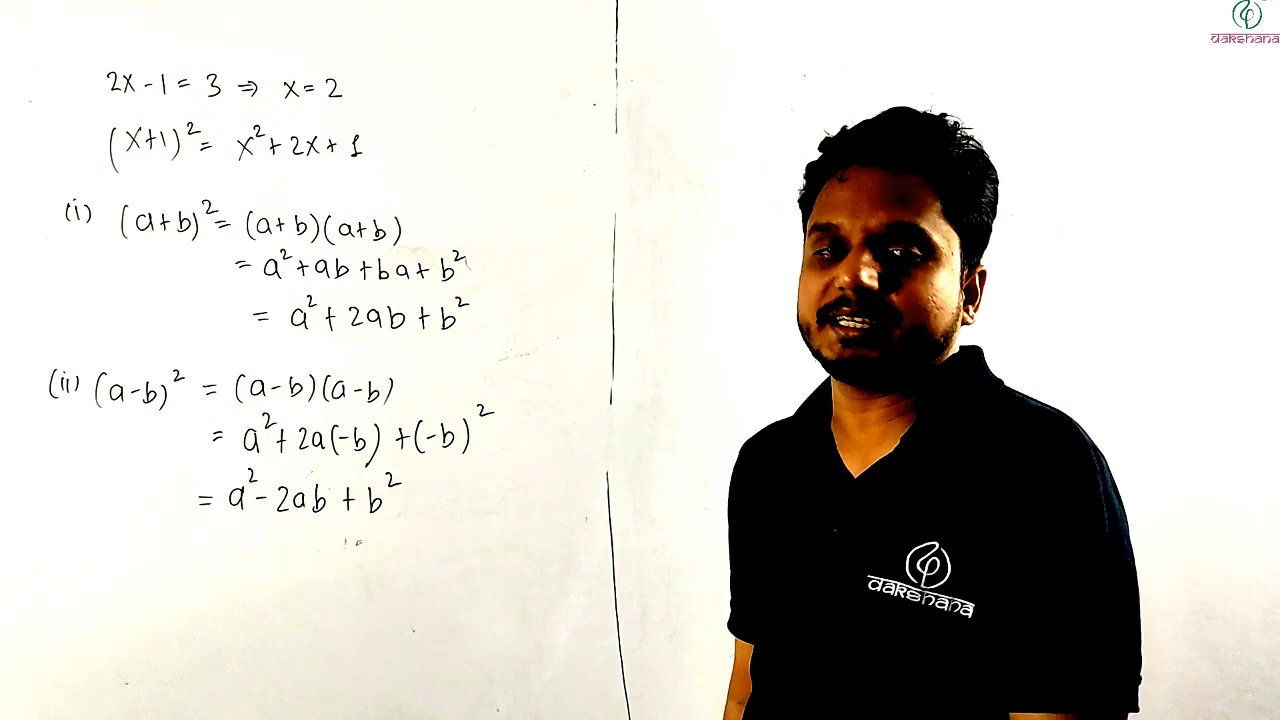 2x - 1 = 3 ⇒ x = 2
(x+1)² = x² + 2x + 1
(i) (a+b)² = (a+b)(a+b)
= a² + ab + ba + b²
= a² + 2ab + b²
(ii) (a-b)² = (a-b)(a-b)
= a² + 2a(-b) + (-b)²
= a² - 2ab + b²
dakshana
dakshana